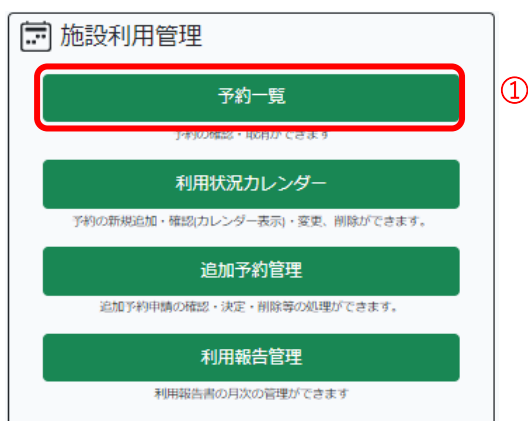 施設利用管理
予約一覧
①
予約の確認・取消ができます
利用状況カレンダー
予約の新規追加・確認(カレンダー表示)・変更、削除ができます。
追加予約管理
追加予約申請の確認・決定・削除等の処理ができます。
利用報告管理
利用報告書の月次の管理ができます